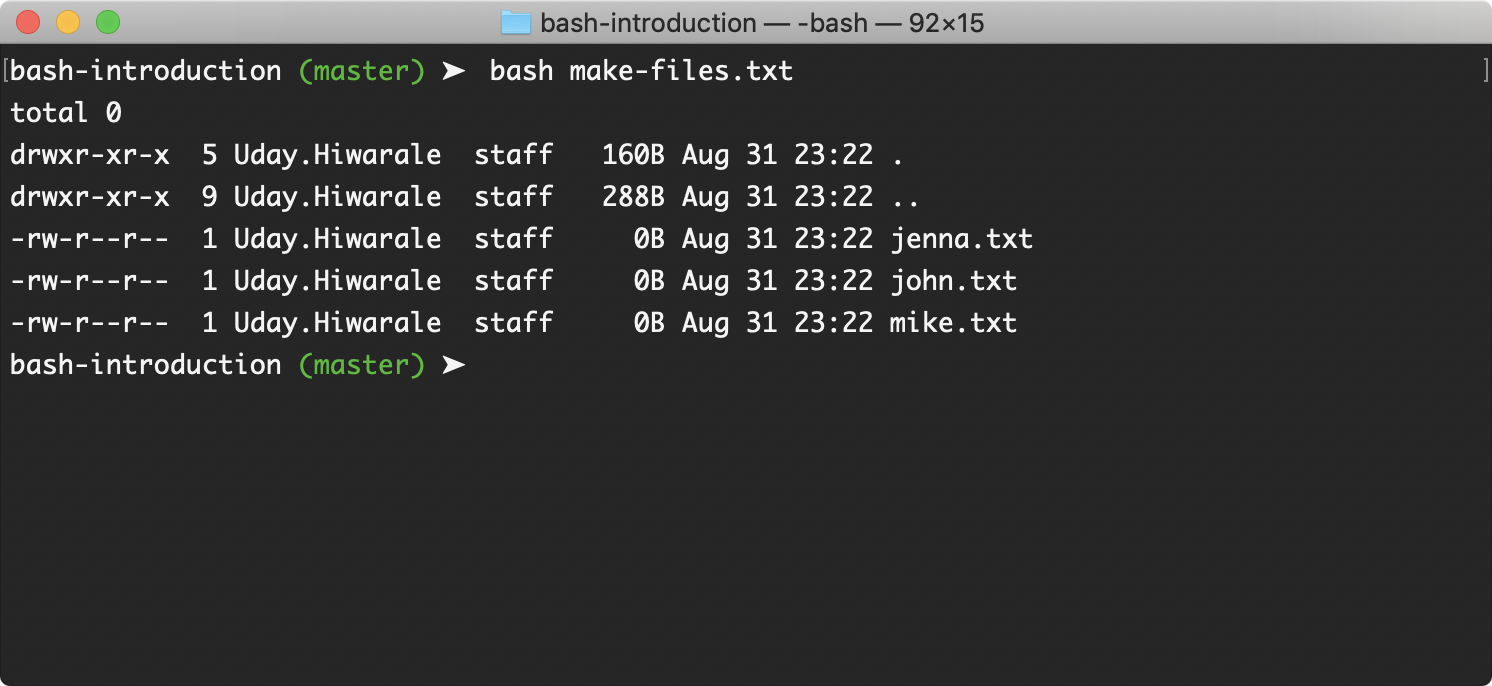 bash-introduction — -bash — 92×15
[bash-introduction (master) ➤ bash make-files.txt ]
total 0
drwxr-xr-x  5 Uday.Hiwarale  staff   160B Aug 31 23:22 .
drwxr-xr-x  9 Uday.Hiwarale  staff   288B Aug 31 23:22 ..
-rw-r--r--  1 Uday.Hiwarale  staff     0B Aug 31 23:22 jenna.txt
-rw-r--r--  1 Uday.Hiwarale  staff     0B Aug 31 23:22 john.txt
-rw-r--r--  1 Uday.Hiwarale  staff     0B Aug 31 23:22 mike.txt
bash-introduction (master) ➤